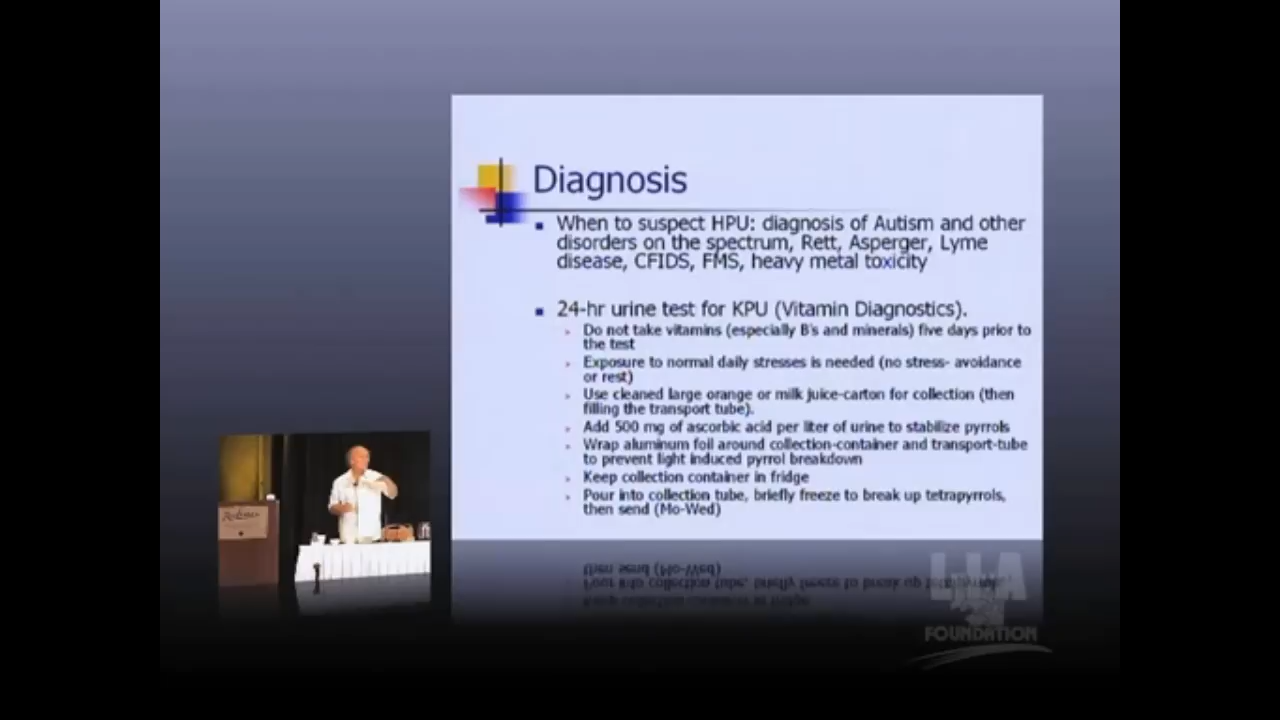 Diagnosis
When to suspect HPU: diagnosis of Autism and other
disorders on the spectrum, Rett, Asperger, Lyme
disease, CFIDS, FMS, heavy metal toxicity
24-hr urine test for KPU (Vitamin Diagnostics).
Do not take vitamins (especially B's and minerals) five days prior to
the test
Exposure to normal daily stresses is needed (no stress- avoidance
or rest)
Use cleaned large orange or milk juice-carton for collection (then
filling the transport tube).
Add 500 mg of ascorbic acid per liter of urine to stabilize pyrrols
Wrap aluminum foil around collection-container and transport-tube
to prevent light induced pyrrol breakdown
Keep collection container in fridge
Pour into collection tube, briefly freeze to break up tetrapyrrols,
then send (Mo-Wed)
FOUNDATION